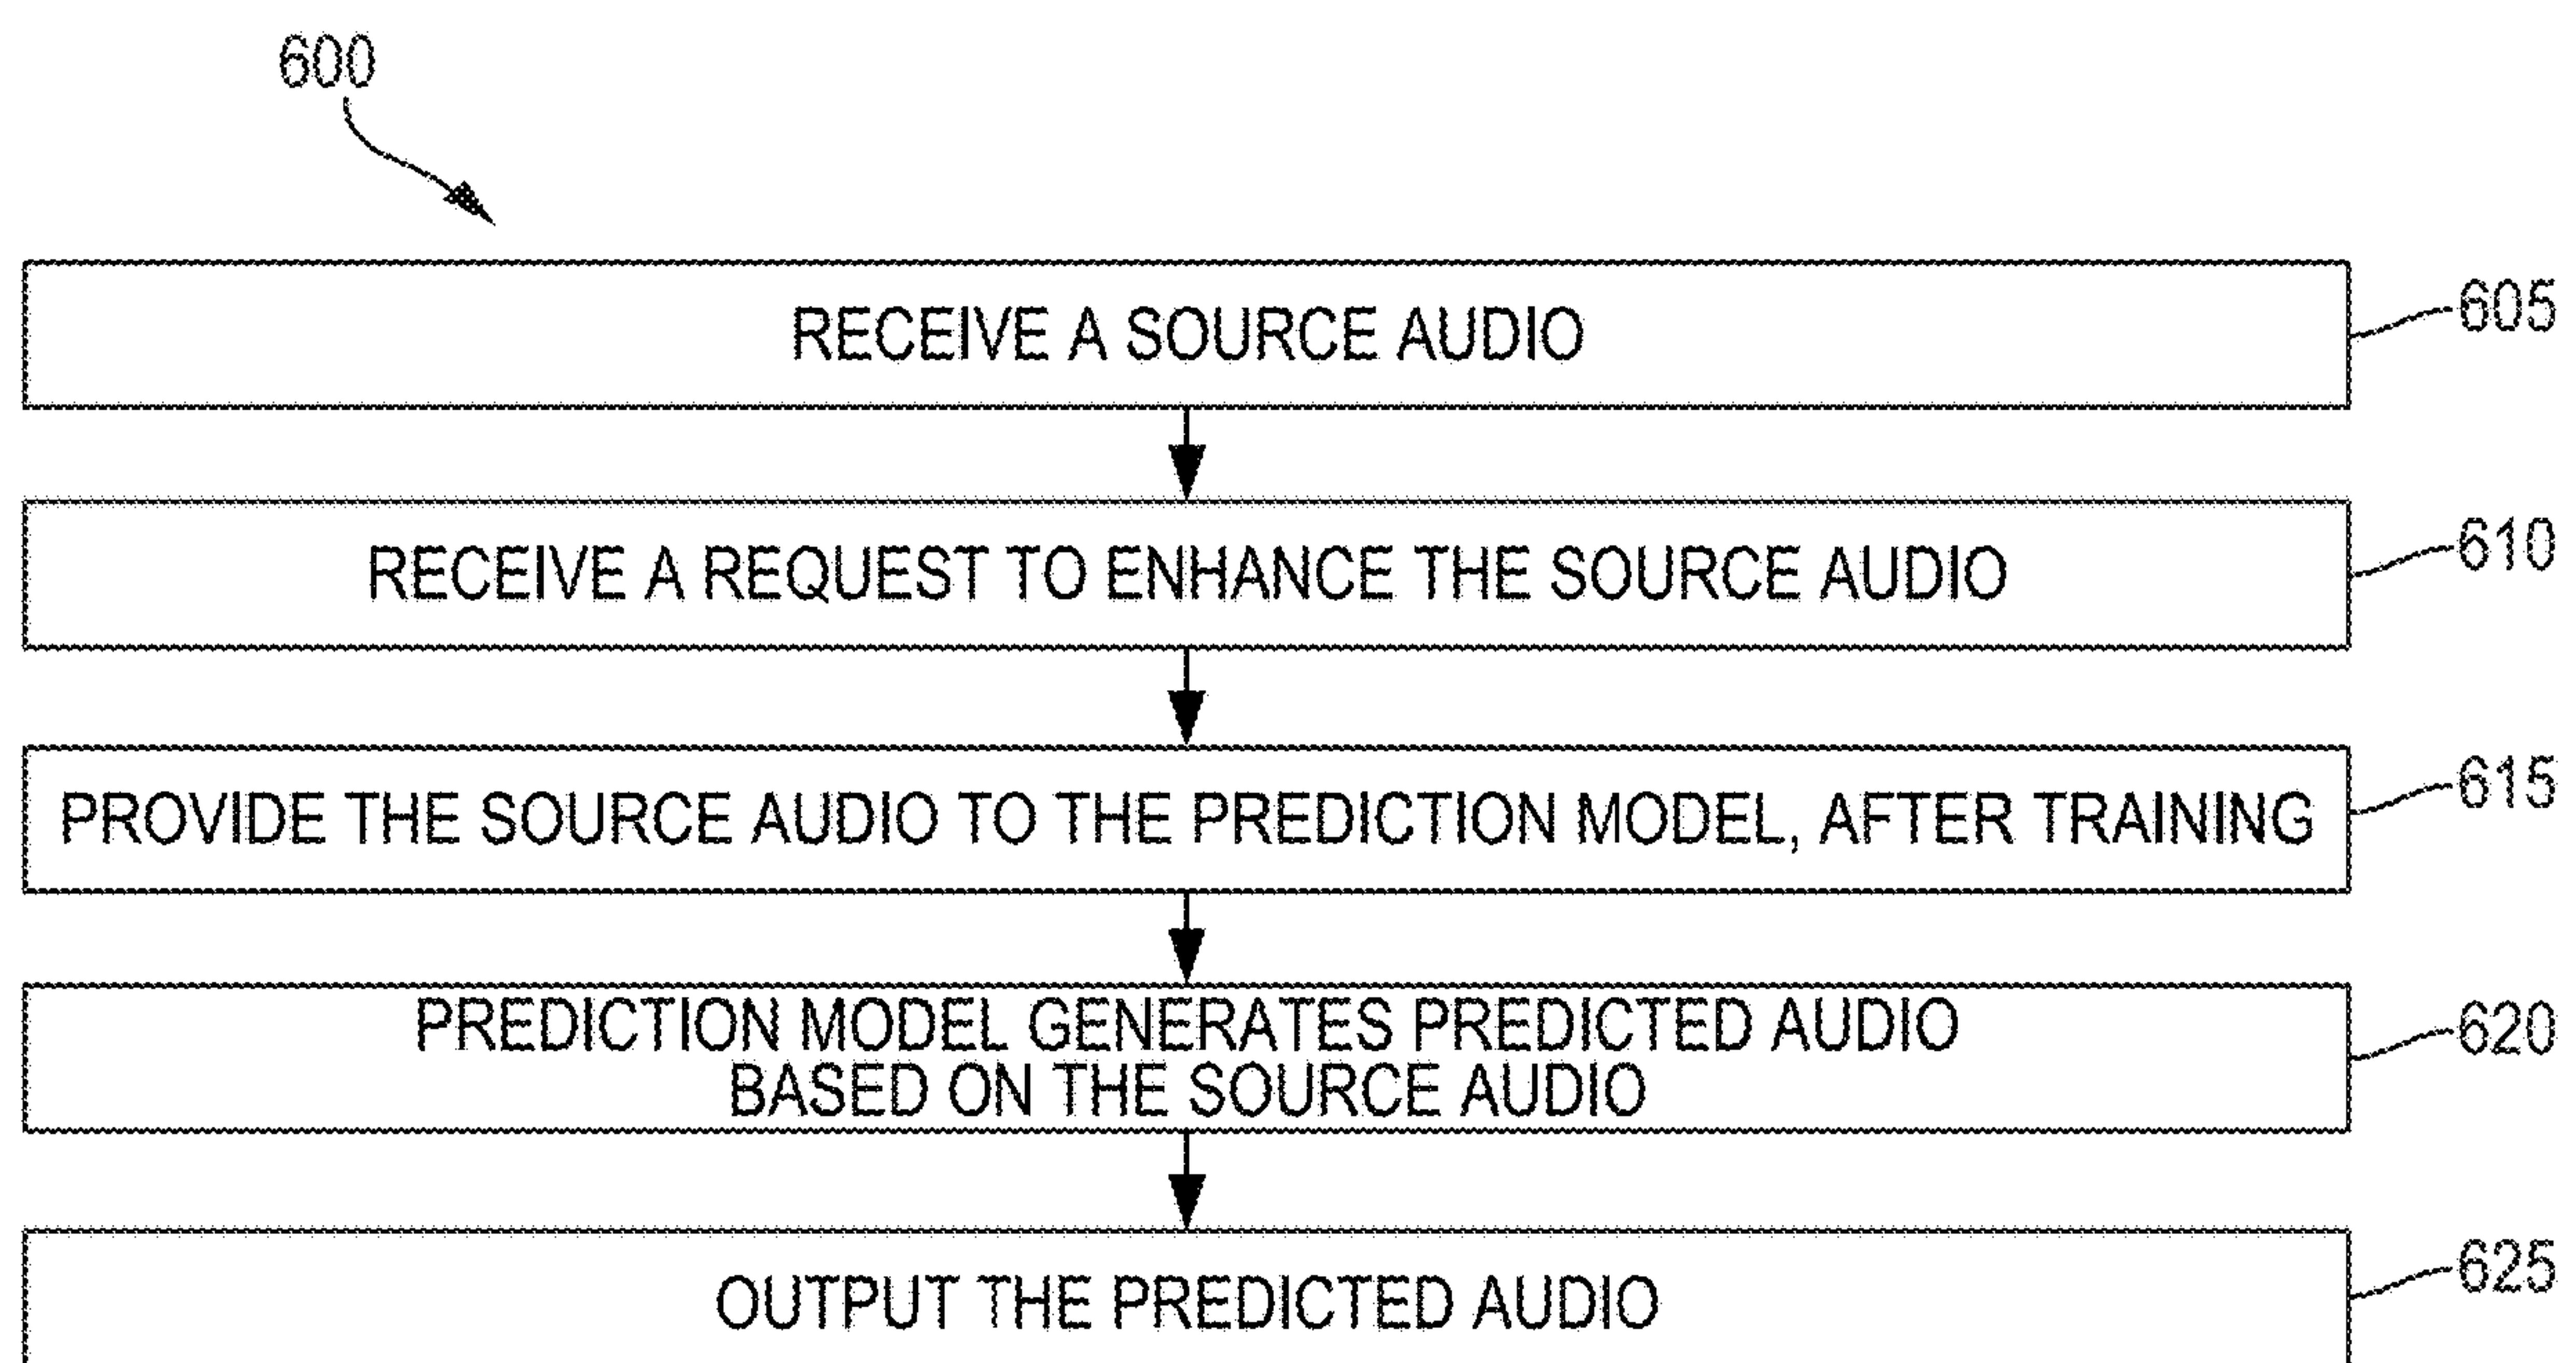 600
RECEIVE A SOURCE AUDIO
605
RECEIVE A REQUEST TO ENHANCE THE SOURCE AUDIO
610
PROVIDE THE SOURCE AUDIO TO THE PREDICTION MODEL, AFTER TRAINING
615
PREDICTION MODEL GENERATES PREDICTED AUDIO
BASED ON THE SOURCE AUDIO
620
OUTPUT THE PREDICTED AUDIO
625